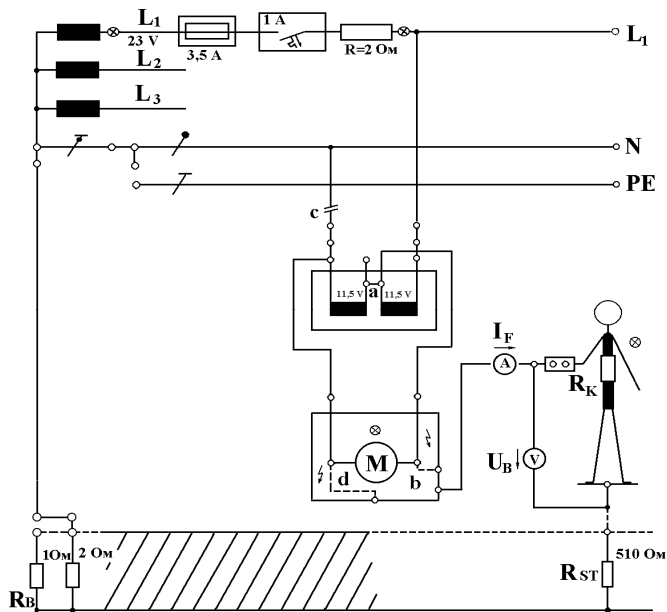 L1
1 A
L1
23 V
3,5 A
R=2 Ом
L2
L3
N
PE
c
11,5 V
a
11,5 V
IF
A
RK
M
d
b
UB
V
1Ом
2 Ом
510 Ом
RB
RST